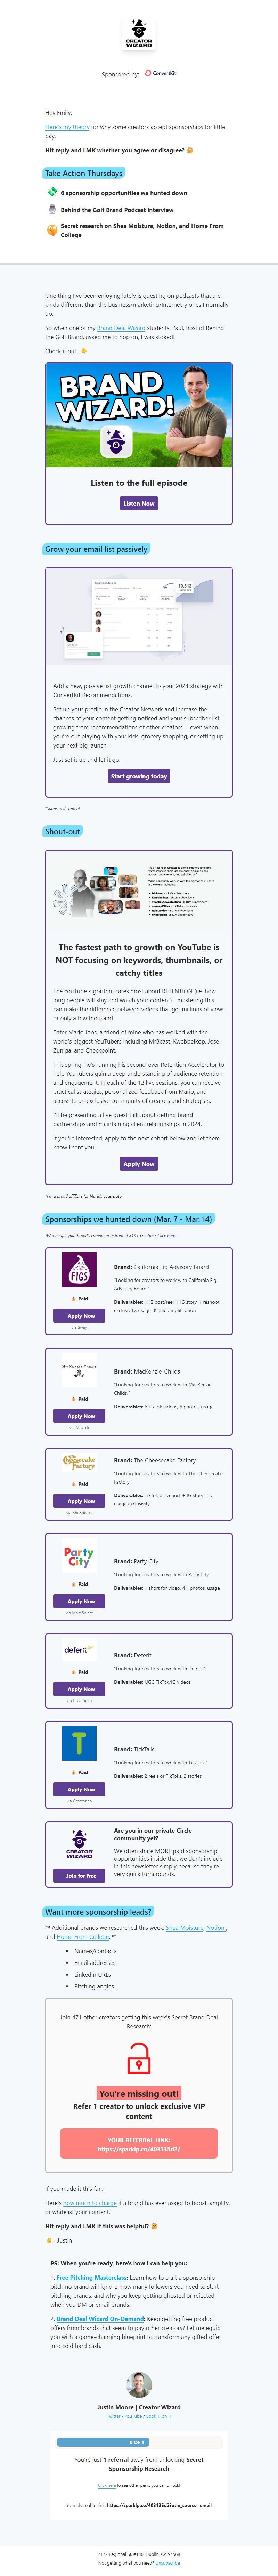 CREATOR
WIZARD
Sponsored by: ConvertKit
Hey Emily,
Here's my theory for why some creators accept sponsorships for little
pay.
Hit reply and LMK whether you agree or disagree? 🤔
Take Action Thursdays
6 sponsorship opportunities we hunted down
Behind the Golf Brand Podcast interview
Secret research on Shea Moisture, Notion, and Home From
College
One thing I've been enjoying lately is guesting on podcasts that are
kinda different than the business/marketing/Internet-y ones I normally
do.
So when one of my Brand Deal Wizard students, Paul, host of Behind
the Golf Brand, asked me to hop on, I was stoked!
Check it out...👇
BRAND
WIZARD!
Listen to the full episode
Listen Now
Grow your email list passively
16,512
Add a new, passive list growth channel to your 2024 strategy with
ConvertKit Recommendations.
Set up your profile in the Creator Network and increase the
chances of your content getting noticed and your subscriber list
growing from recommendations of other creators— even when
you're out playing with your kids, grocery shopping, or setting up
your next big launch.
Just set it up and let it go.
Start growing today
*Sponsored content
Shout-out
The fastest path to growth on YouTube is
NOT focusing on keywords, thumbnails, or
catchy titles
The YouTube algorithm cares most about RETENTION (i.e. how
long people will stay and watch your content)... mastering this
can make the difference between videos that get millions of views
or only a few thousand.
Enter Mario Joos, a friend of mine who has worked with the
world's biggest YouTubers including MrBeast, Kwebbelkop, Jose
Zuniga, and Checkpoint.
This spring, he's running his second-ever Retention Accelerator to
help YouTubers gain a deep understanding of audience retention
and engagement. In each of the 12 live sessions, you can receive
practical strategies, personalized feedback from Mario, and
access to an exclusive community of creators and strategists.
I'll be presenting a live guest talk about getting brand
partnerships and maintaining client relationships in 2024.
If you're interested, apply to the next cohort below and let them
know I sent you!
Apply Now
*I'm a proud affiliate for Marios accelerator
Sponsorships we hunted down (Mar. 7 - Mar. 14)
*Wanna get your brand's campaign in front of 31K+ creators? Click here.
FIGS
💰 Paid
Apply Now
via Sway
Brand: California Fig Advisory Board
"Looking for creators to work with California Fig
Advisory Board."
Deliverables: 1 IG post/reel, 1 IG story, 1 reshoot,
exclusivity, usage & paid amplification
MACKENZIE-CHILDS
💰 Paid
Apply Now
via Mavrck
Brand: MacKenzie-Childs
"Looking for creators to work with MacKenzie-
Childs."
Deliverables: 6 TikTok videos, 6 photos, usage
The Cheesecake Factory
💰 Paid
Apply Now
via SheSpeaks
Brand: The Cheesecake Factory
"Looking for creators to work with The Cheesecake
Factory."
Deliverables: TikTok or IG post + IG story set,
usage exclusivity
Party City
💰 Paid
Apply Now
via MomSelect
Brand: Party City
"Looking for creators to work with Party City."
Deliverables: 1 short for video, 4+ photos, usage
deferit
💰 Paid
Apply Now
via Creator.co
Brand: Deferit
"Looking for creators to work with Deferit."
Deliverables: UGC TikTok/IG videos
T
💰 Paid
Apply Now
via Creator.co
Brand: TickTalk
"Looking for creators to work with TickTalk."
Deliverables: 2 reels or TikToks, 2 stories
CREATOR
WIZARD
Join for free
Are you in our private Circle
community yet?
We often share MORE paid sponsorship
opportunities inside that we don't include
in this newsletter simply because they're
very quick turnarounds.
Want more sponsorship leads?
** Additional brands we researched this week: Shea Moisture, Notion ,
and Home From College. **
• Names/contacts
• Email addresses
• LinkedIn URLs
• Pitching angles
Join 471 other creators getting this week's Secret Brand Deal
Research:
You're missing out!
Refer 1 creator to unlock exclusive VIP
content
YOUR REFERRAL LINK:
https://sparklp.co/403135d2/
If you made it this far...
Here's how much to charge if a brand has ever asked to boost, amplify,
or whitelist your content.
Hit reply and LMK if this was helpful? 🤔
🖖 -Justin
PS: When you're ready, here's how I can help you:
1. Free Pitching Masterclass: Learn how to craft a sponsorship
pitch no brand will ignore, how many followers you need to start
pitching brands, and why you keep getting ghosted or rejected
when you DM or email brands.
2. Brand Deal Wizard On-Demand: Keep getting free product
offers from brands that seem to pay other creators? Let me equip
you with a game-changing blueprint to transform any gifted offer
into cold hard cash.
Justin Moore | Creator Wizard
Twitter / YouTube / Book 1-on-1
0 OF 1
You're just 1 referral away from unlocking Secret
Sponsorship Research
Click here to see other perks you can unlock!
Your shareable link: https://sparklp.co/403135d2?utm_source=email
7172 Regional St. #140, Dublin, CA 94568
Not getting what you need? Unsubscribe